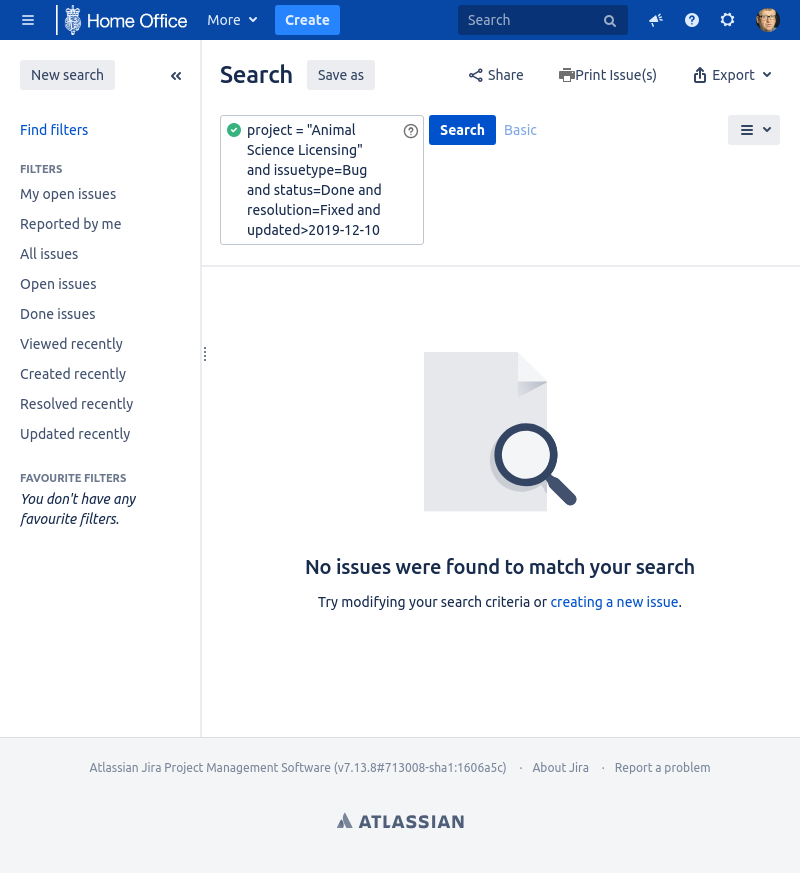 Home Office
More
Create
Search
New search
«
Search
Save as
Share
Print Issue(s)
Export
Find filters
project = "Animal
Science Licensing"
and issuetype=Bug
and status=Done and
resolution=Fixed and
updated>2019-12-10
Search
Basic
FILTERS
My open issues
Reported by me
All issues
Open issues
Done issues
Viewed recently
Created recently
Resolved recently
Updated recently
FAVOURITE FILTERS
You don't have any
favourite filters.
No issues were found to match your search
Try modifying your search criteria or creating a new issue.
Atlassian Jira Project Management Software (v7.13.8#713008-sha1:1606a5c) · About Jira · Report a problem
ATLASSIAN